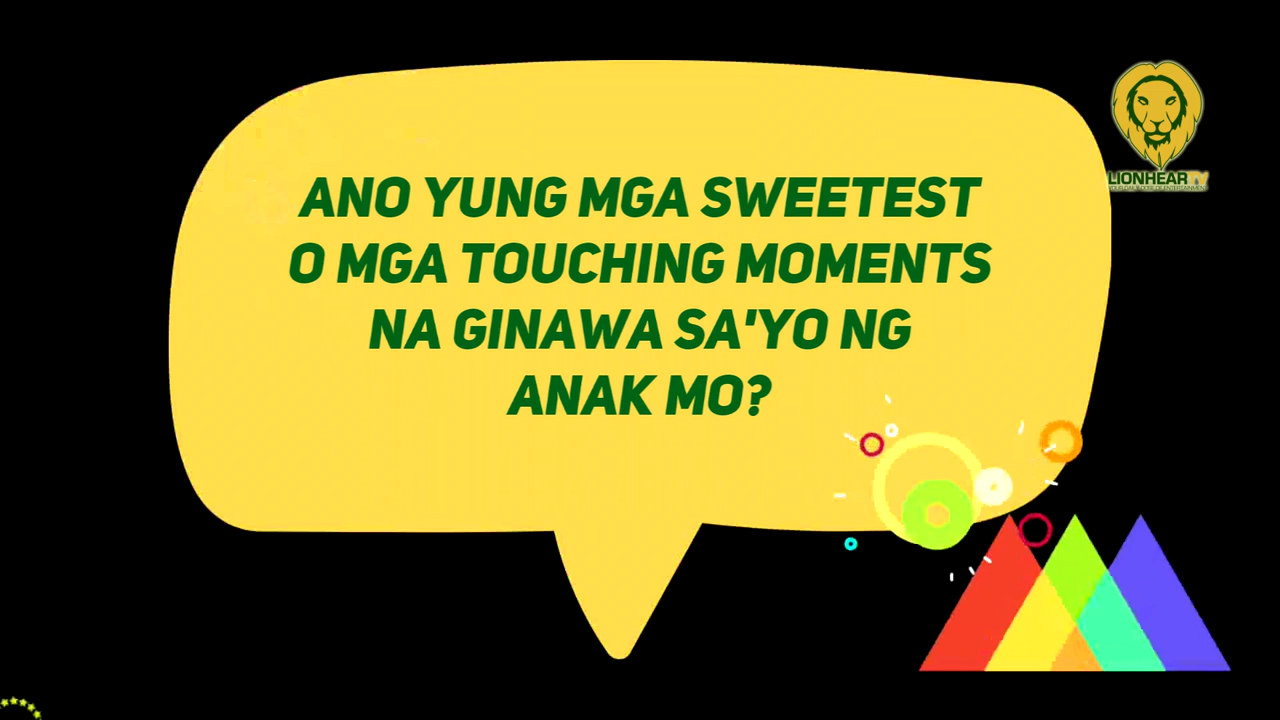 ANO YUNG MGA SWEETEST
O MGA TOUCHING MOMENTS
NA GINAWA SA'YO NG
ANAK MO?
LIONHEARTV